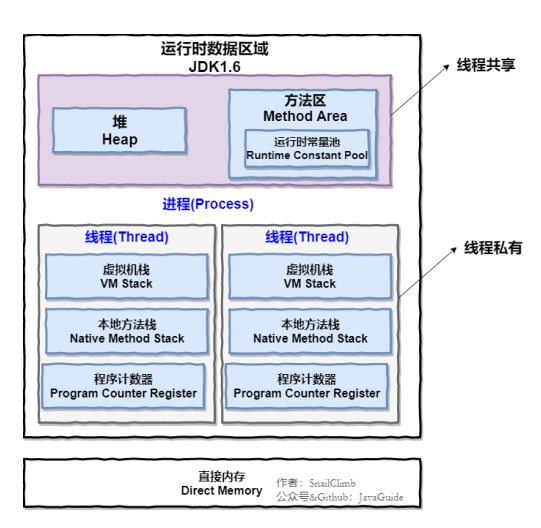 运行时数据区域
JDK1.6
线程共享
堆
Heap
方法区
Method Area
运行时常量池
Runtime Constant Pool
进程(Process)
线程(Thread)
虚拟机栈
VM Stack
本地方法栈
Native Method Stack
程序计数器
Program Counter Register
线程(Thread)
虚拟机栈
VM Stack
本地方法栈
Native Method Stack
程序计数器
Program Counter Register
线程私有
直接内存
Direct Memory
作者：SnailClimb
公众号&Github：JavaGuide